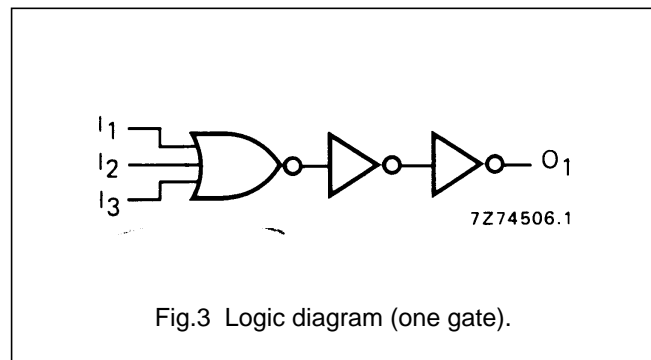 I1
I2
I3
O1
7Z74506.1
Fig.3 Logic diagram (one gate).